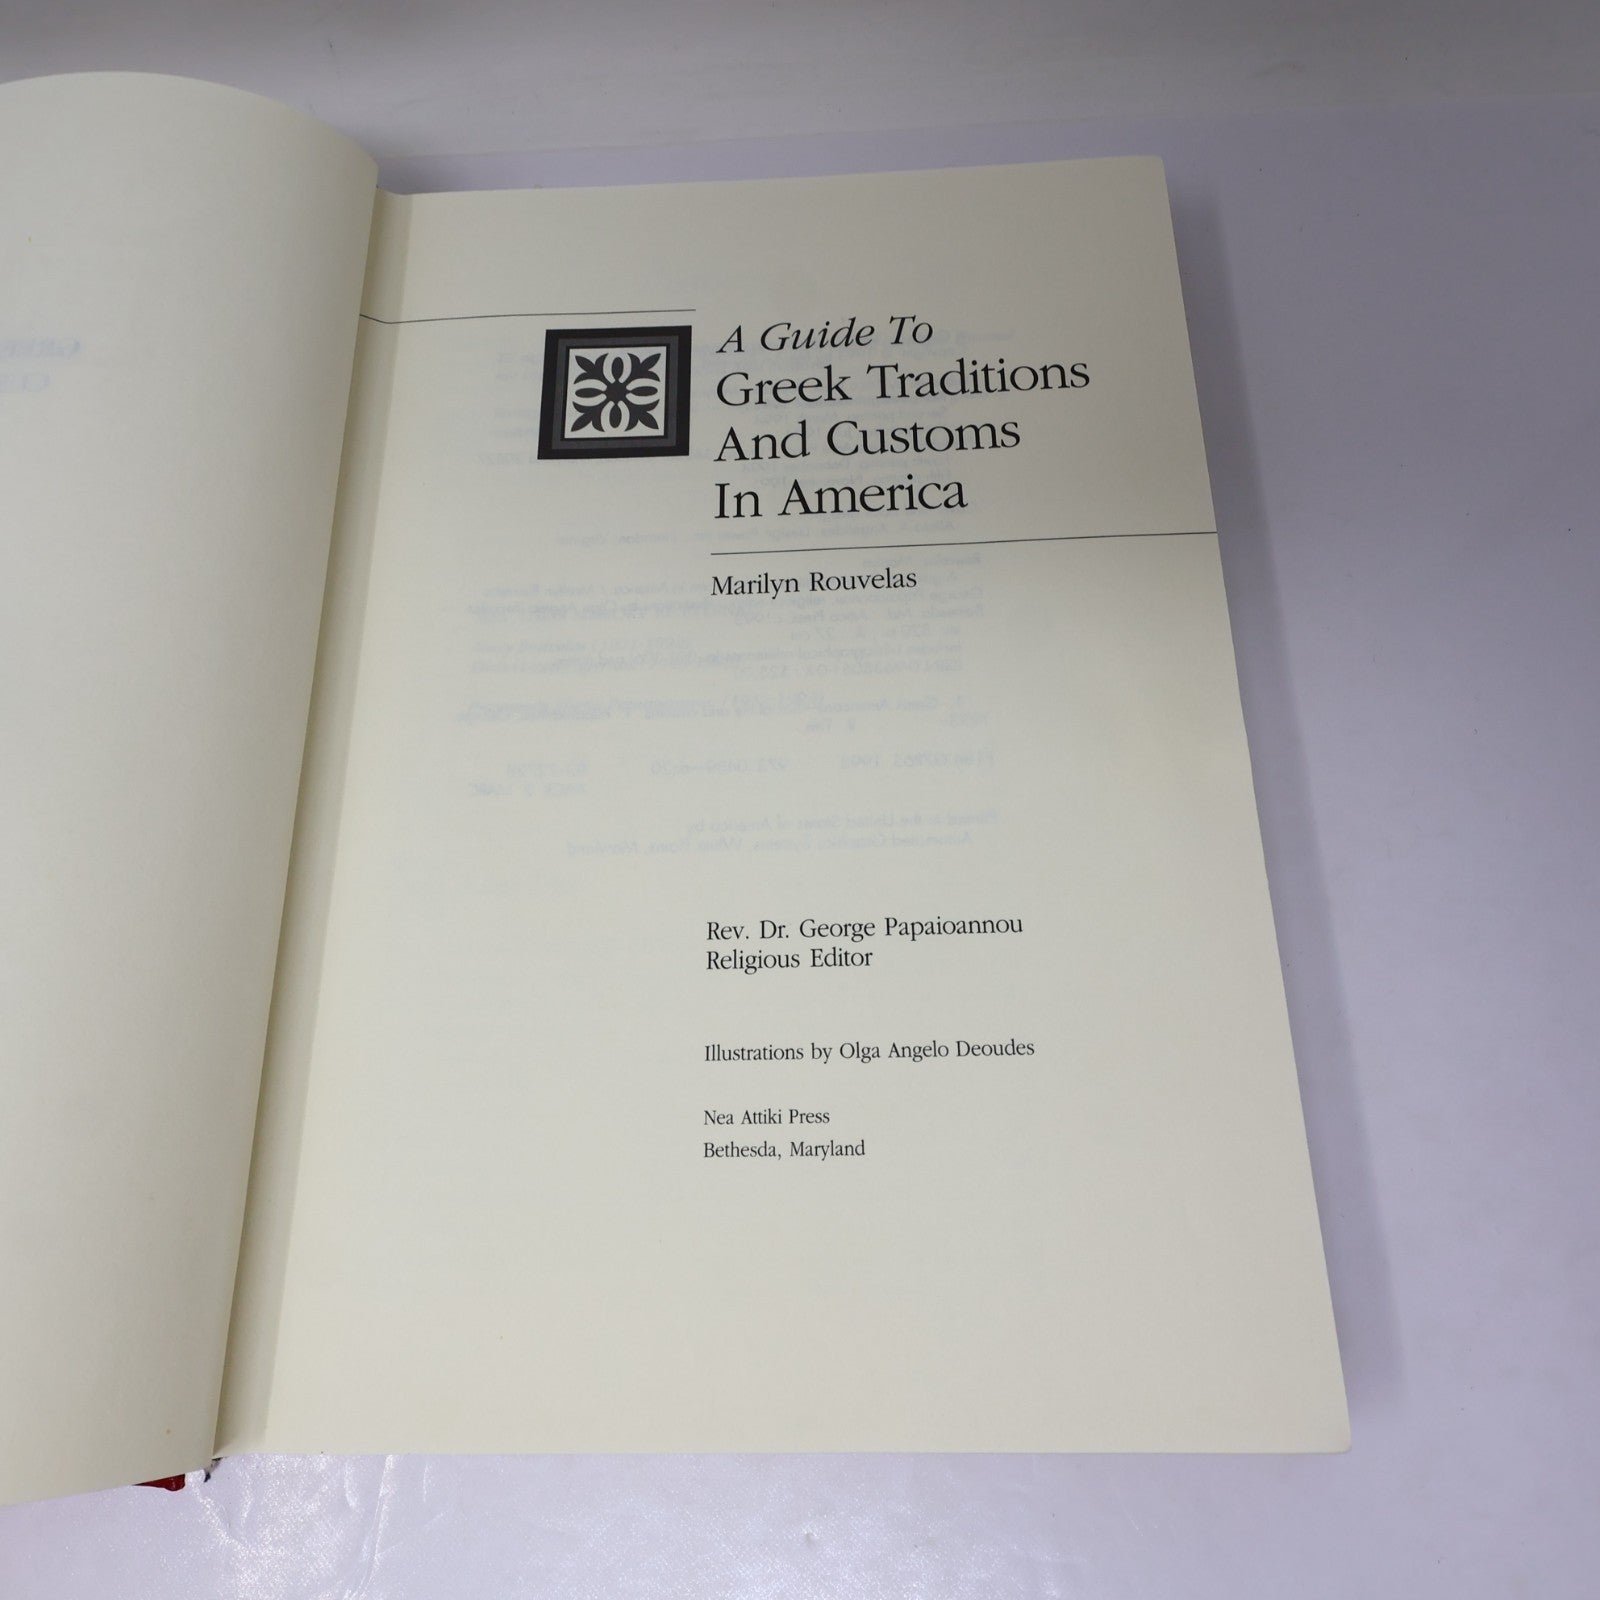 A Guide To
Greek Traditions
And Customs
In America
Marilyn Rouvelas
Rev. Dr. George Papaioannou
Religious Editor
Illustrations by Olga Angelo Deoudes
Nea Attiki Press
Bethesda, Maryland